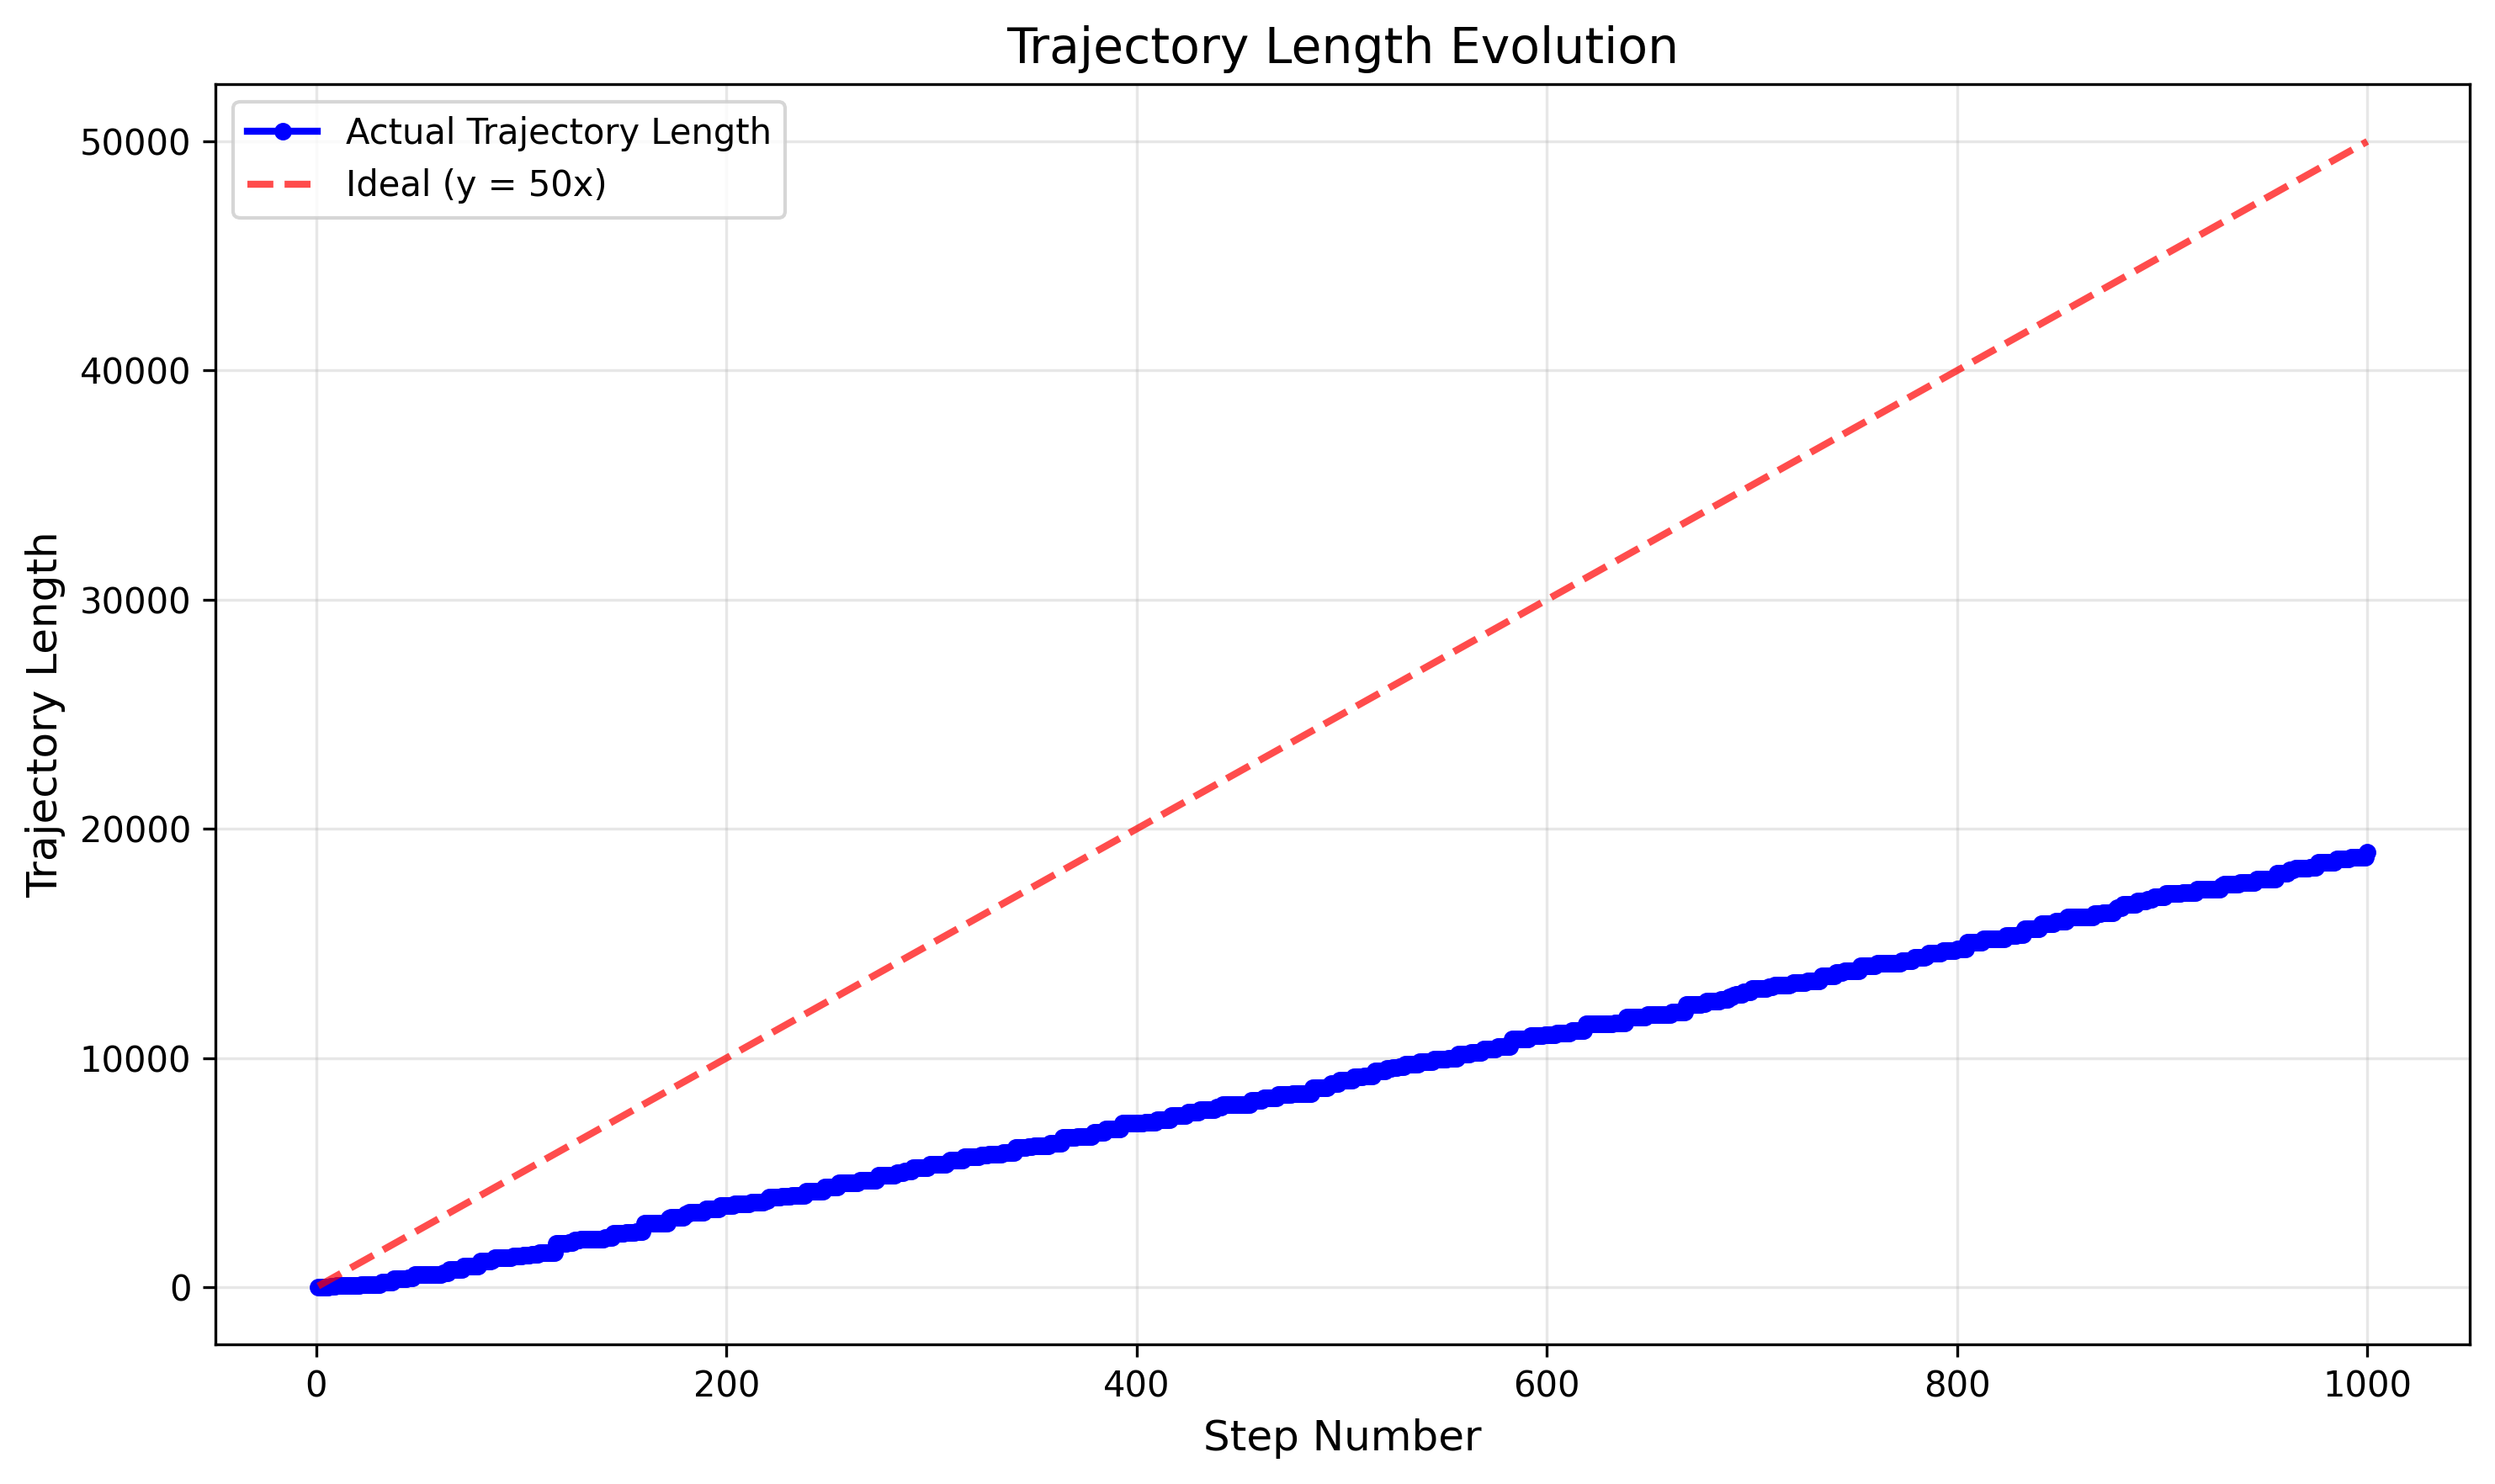 Trajectory Length Evolution
Actual Trajectory Length
Ideal (y = 50x)
50000
40000
30000
20000
10000
0
Trajectory Length
0 200 400 600 800 1000
Step Number